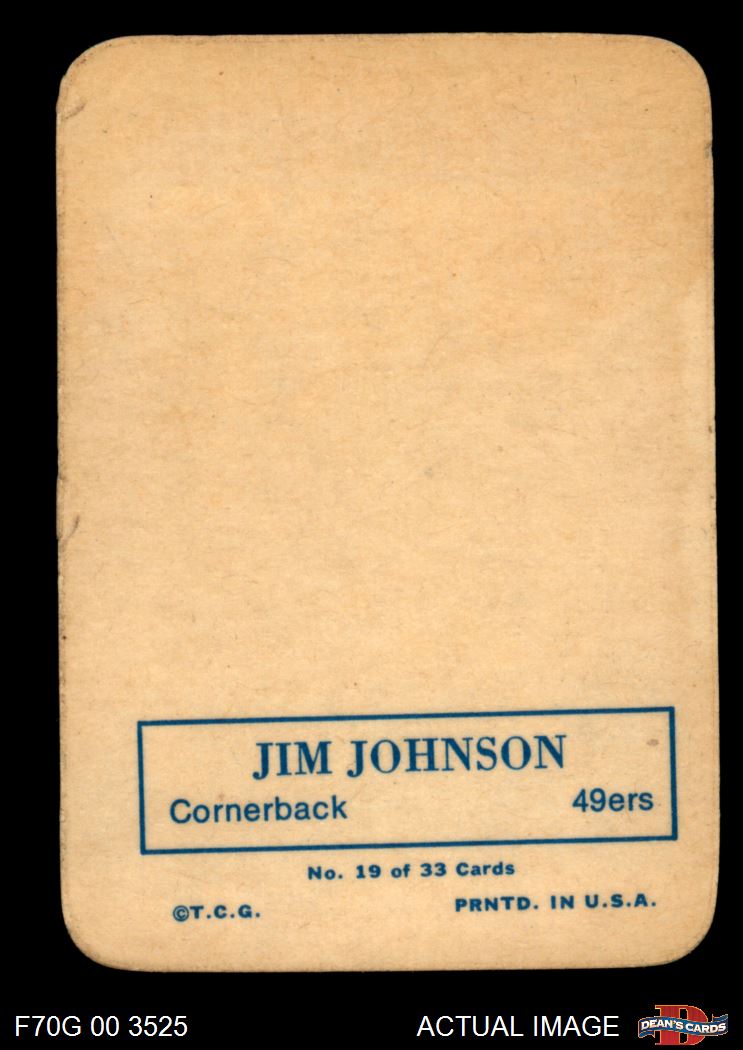 JIM JOHNSON
Cornerback 49ers
No. 19 of 33 Cards
©T.C.G. PRNTD. IN U.S.A.
F70G 00 3525 ACTUAL IMAGE DEAN'S CARDS